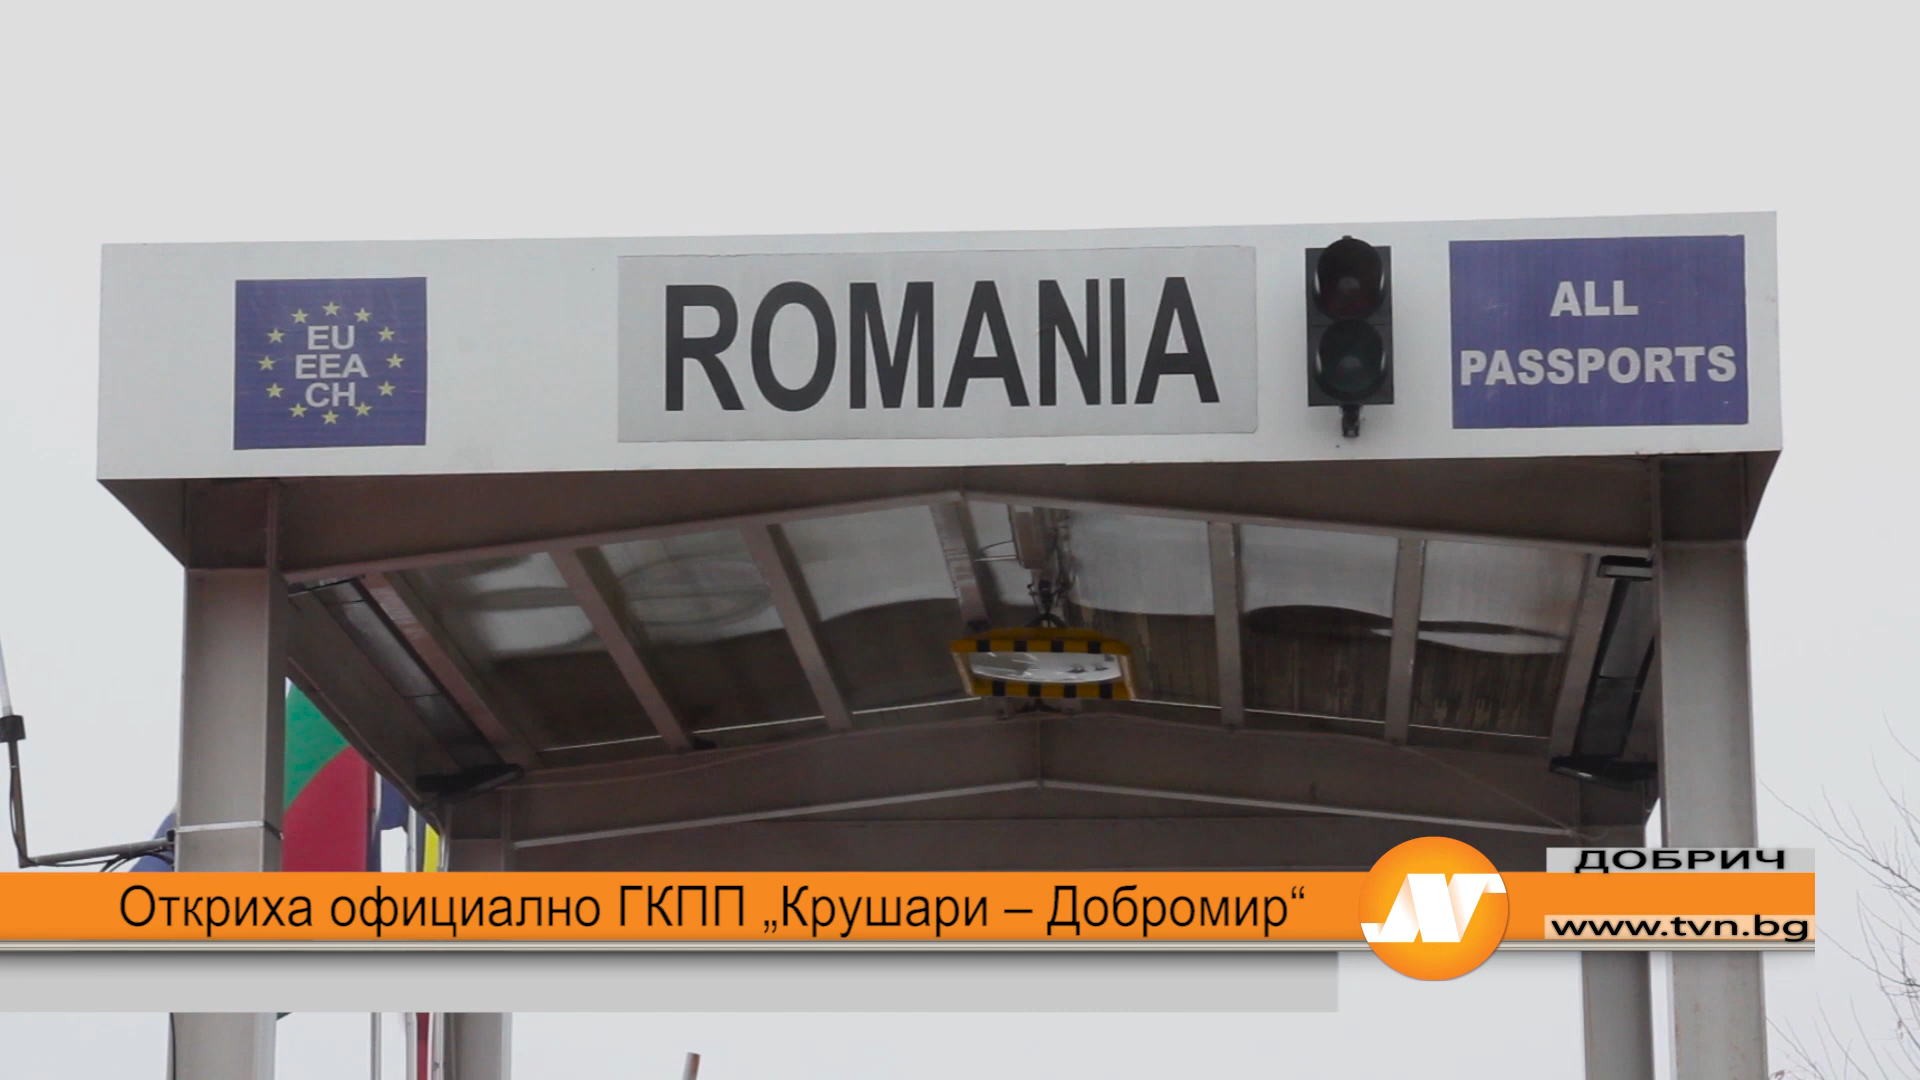 EU
EEA
CH
ROMANIA
ALL
PASSPORTS
ДОБРИЧ
Откриха официално ГКПП „Крушари – Добромир“
N
www.tvn.bg